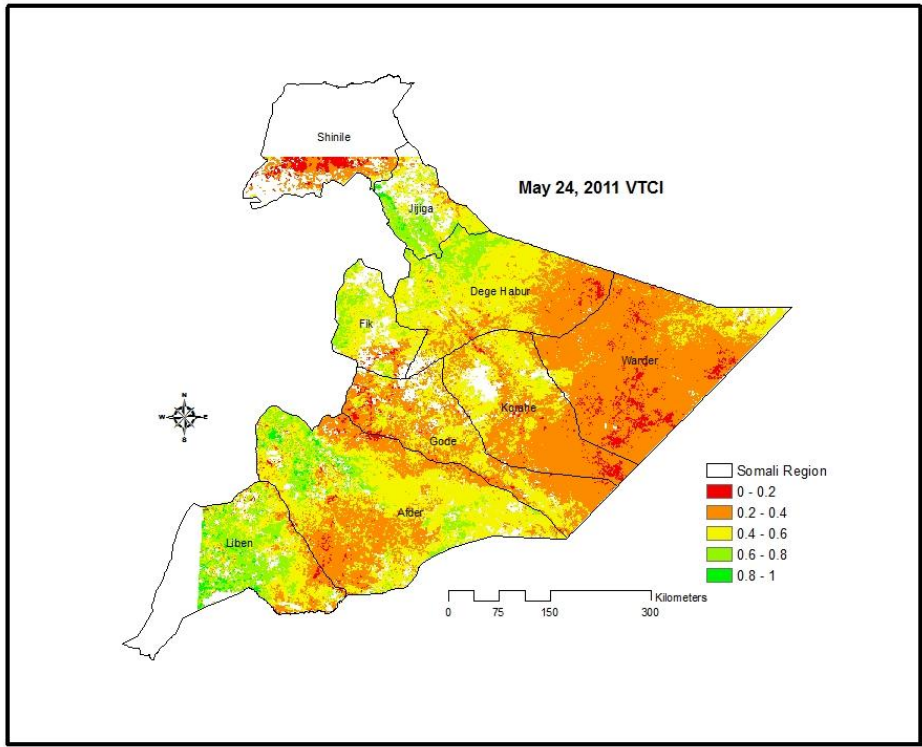 Shinile
May 24, 2011 VTCI
Jijiga
Dege Habur
Fik
Warder
Korahe
Gode
Afder
Liben
N
W E
S
Somali Region
0 - 0.2
0.2 - 0.4
0.4 - 0.6
0.6 - 0.8
0.8 - 1
Kilometers
0 75 150 300